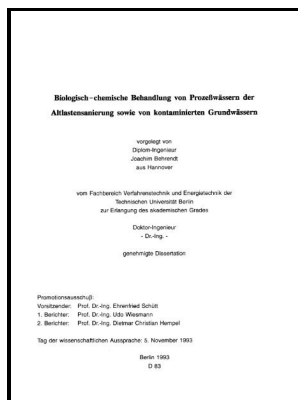 Biologisch-chemische Behandlung von Prozeßwässern der
Altlastensanierung sowie von kontaminierten Grundwässern
vorgelegt von
Diplom-Ingenieur
Joachim Behrendt
aus Hannover
vom Fachbereich Verfahrenstechnik und Energietechnik der
Technischen Universität Berlin
zur Erlangung des akademischen Grades
Doktor-Ingenieur
- Dr.-Ing. -
genehmigte Dissertation
Promotionsausschuß:
Vorsitzender: Prof. Dr.-Ing. Ehrenfried Schütt
1. Berichter: Prof. Dr.-Ing. Udo Wiesmann
2. Berichter: Prof. Dr.-Ing. Dietmar Christian Hempel
Tag der wissenschaftlichen Aussprache: 5. November 1993
Berlin 1993
D 83